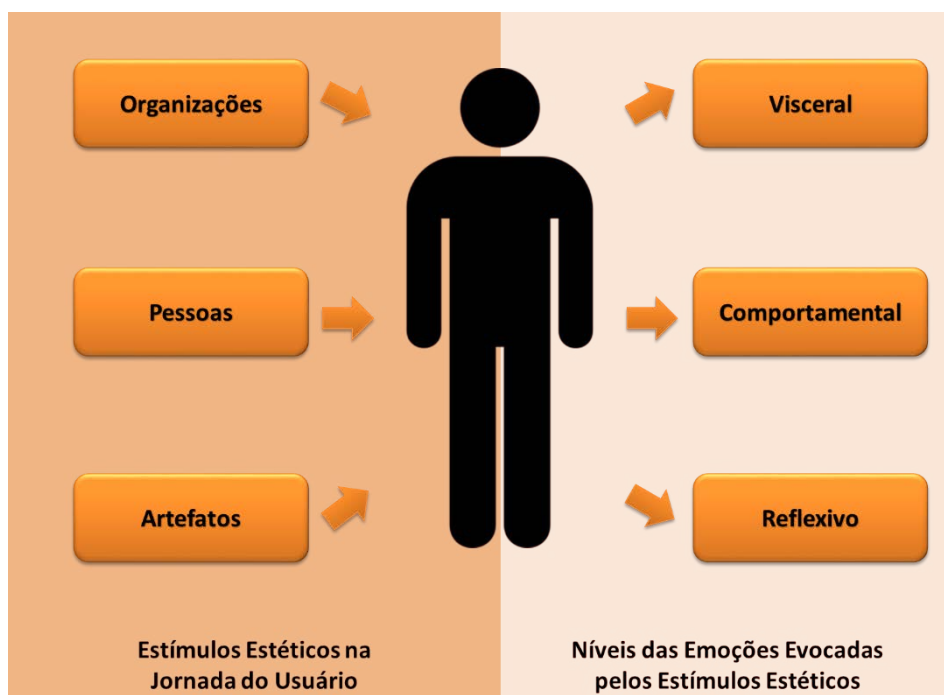 Organizações
Visceral
Pessoas
Comportamental
Artefatos
Reflexivo
Estímulos Estéticos na
Jornada do Usuário
Níveis das Emoções Evocadas
pelos Estímulos Estéticos